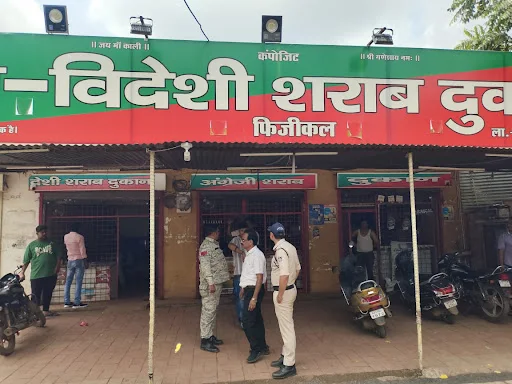 ॥ जय माँ काली ॥
कंपोजिट
॥ श्री गणेशाय नमः ॥
-विदेशी शराब दुका
क है।
फिजीकल
ला.
देशी शराब दुकान
अंग्रेजी शराब
दुकान